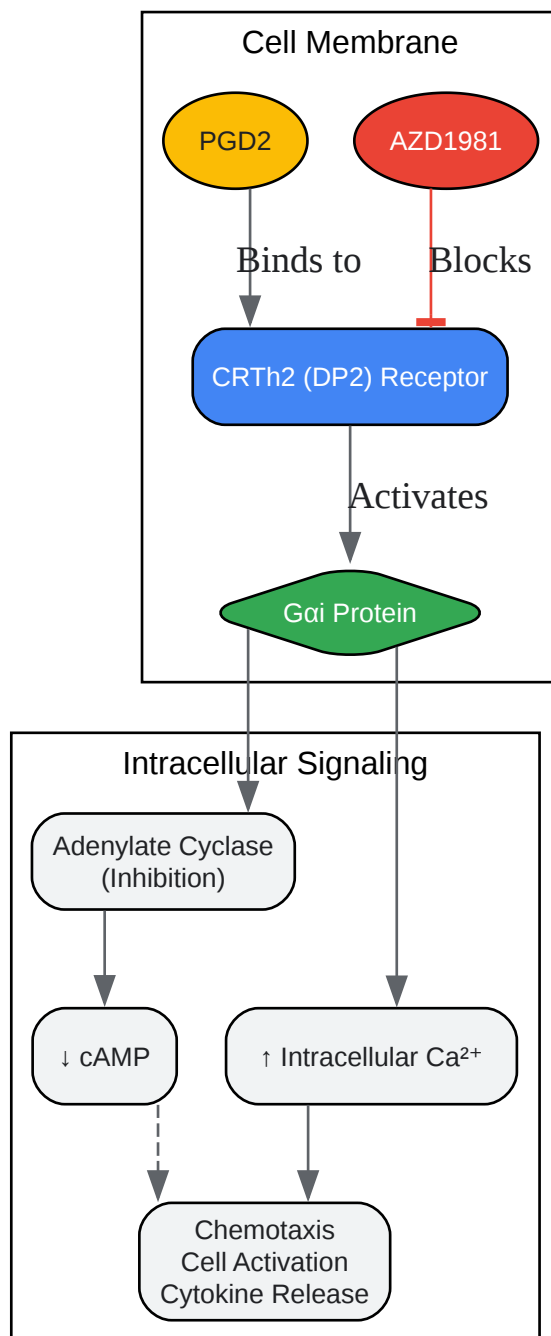 Cell Membrane
PGD2
AZD1981
Binds to
Blocks
CRTh2 (DP2) Receptor
Activates
Gαi Protein
Intracellular Signaling
Adenylate Cyclase
(Inhibition)
↓ cAMP
↑ Intracellular Ca²⁺
Chemotaxis
Cell Activation
Cytokine Release